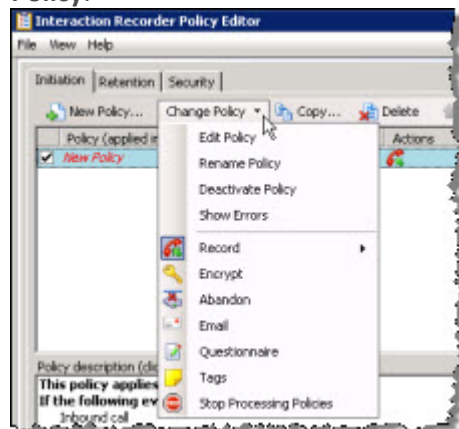 Policy.
Interaction Recorder Policy Editor
File View Help
Initiation Retention Security
New Policy... Change Policy Copy... Delete
Policy (applied in Actions
New Policy
Edit Policy
Rename Policy
Deactivate Policy
Show Errors
Record
Encrypt
Abandon
Email
Questionnaire
Tags
Stop Processing Policies
Policy description (clic
This policy applies
If the following ev
Inbound call